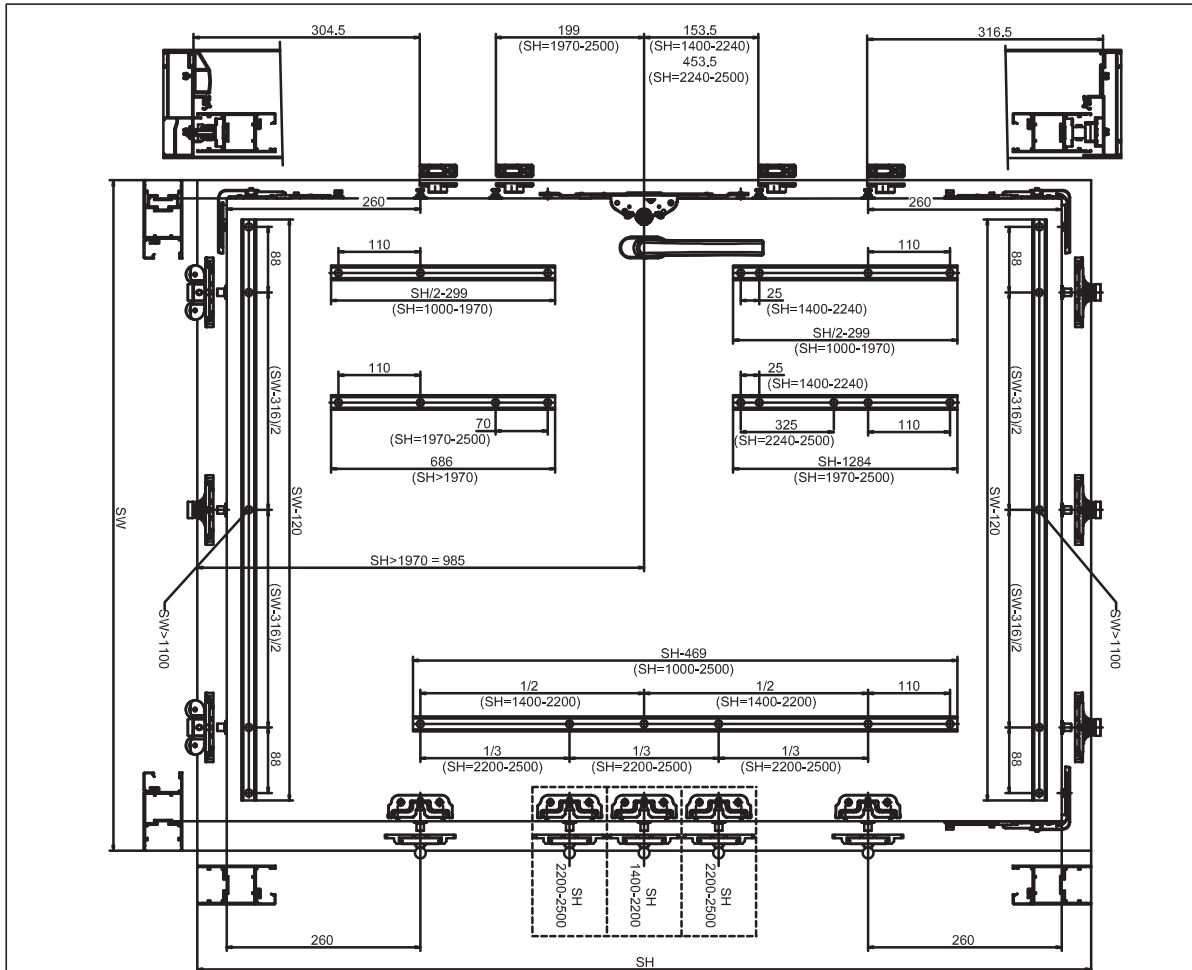 304.5
199
(SH=1970-2500)
153.5
(SH=1400-2240)
453.5
(SH=2240-2500)
316.5
260
260
88
110
110
88
SH/2-299
(SH=1000-1970)
25
(SH=1400-2240)
SH/2-299
(SH=1000-1970)
(SW-316)/2
110
25
(SH=1400-2240)
(SW-316)/2
70
(SH=1970-2500)
325
(SH=2240-2500)
110
686
(SH>1970)
SH-1284
(SH=1970-2500)
SW
SW-120
SW-120
SH>1970 = 985
SW>1100
(SW-316)/2
(SW-316)/2
SW>1100
SH-469
(SH=1000-2500)
1/2
(SH=1400-2200)
1/2
(SH=1400-2200)
110
88
1/3
(SH=2200-2500)
1/3
(SH=2200-2500)
1/3
(SH=2200-2500)
88
SH
2200-2500
SH
1400-2200
SH
2200-2500
260
260
SH